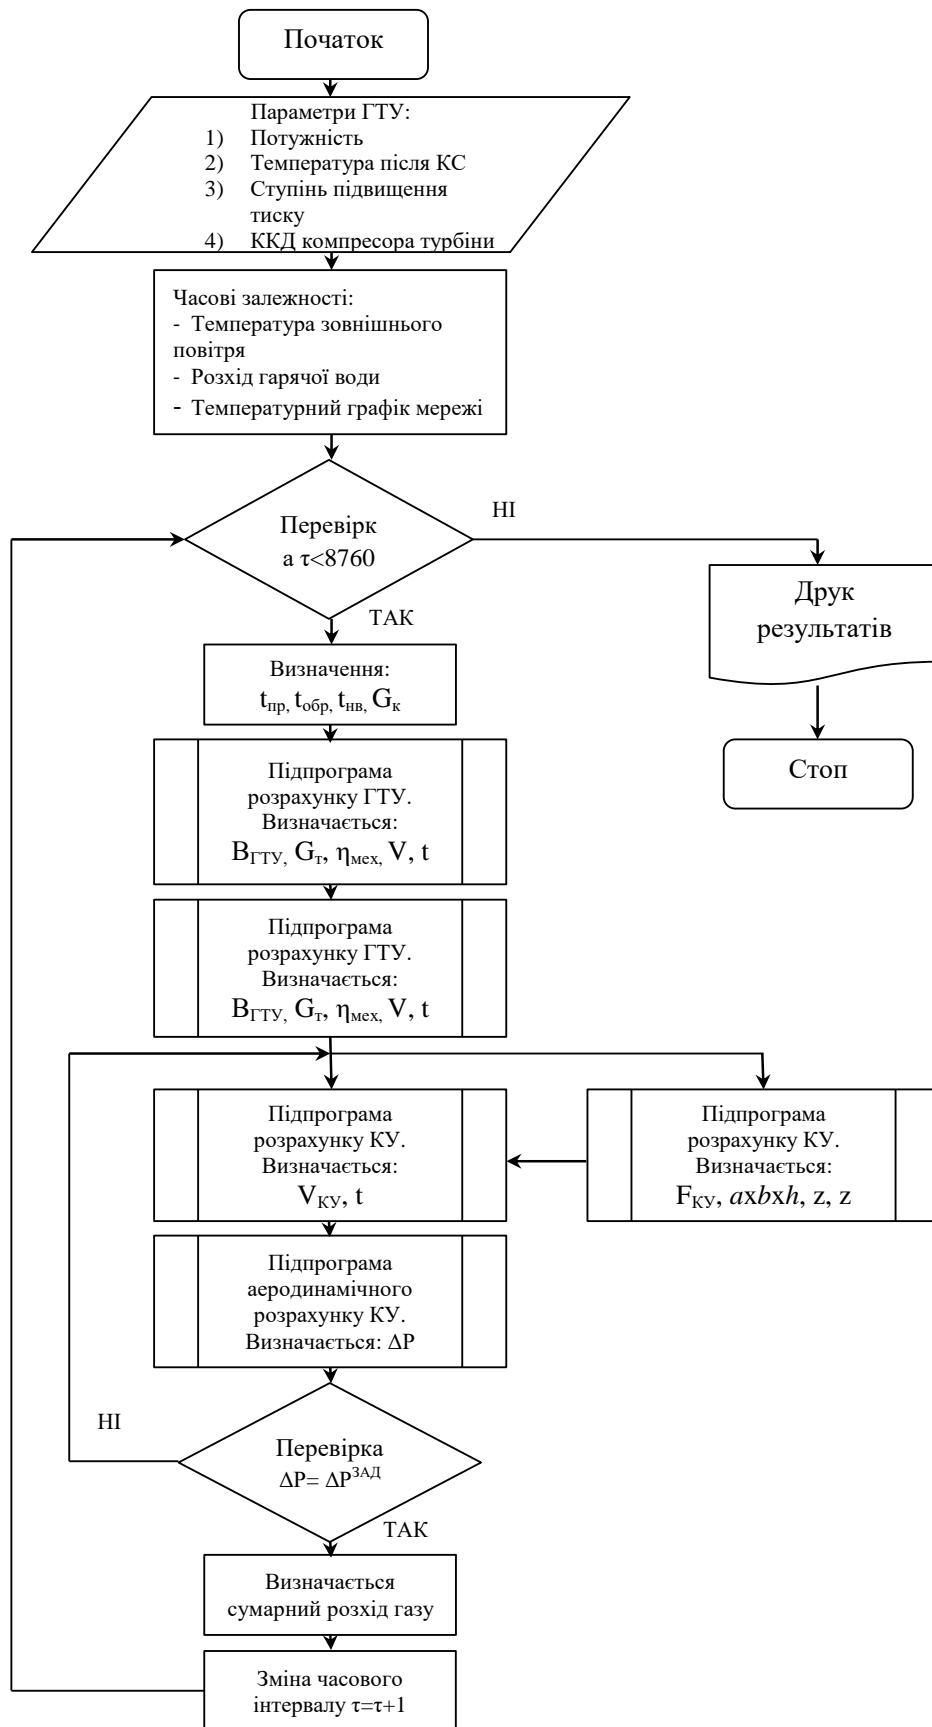 Початок
Параметри ГТУ:
1) Потужність
2) Температура після КС
3) Ступінь підвищення
тиску
4) ККД компресора турбіни
Часові залежності:
- Температура зовнішнього
повітря
- Розхід гарячої води
- Температурний графік мережі
Перевірк
а τ<8760
НІ
ТАК
Друк
результатів
Стоп
Визначення:
tпр, tобр, tнв, Gк
Підпрограма
розрахунку ГТУ.
Визначається:
BГТУ, Gт, ηмех, V, t
Підпрограма
розрахунку ГТУ.
Визначається:
BГТУ, Gт, ηмех, V, t
Підпрограма
розрахунку КУ.
Визначається:
VКУ, t
Підпрограма
розрахунку КУ.
Визначається:
FКУ, axbxh, z, z
Підпрограма
аеродинамічного
розрахунку КУ.
Визначається: ΔP
НІ
Перевірка
ΔP= ΔPЗАД
ТАК
Визначається
сумарний розхід газу
Зміна часового
інтервалу τ=τ+1